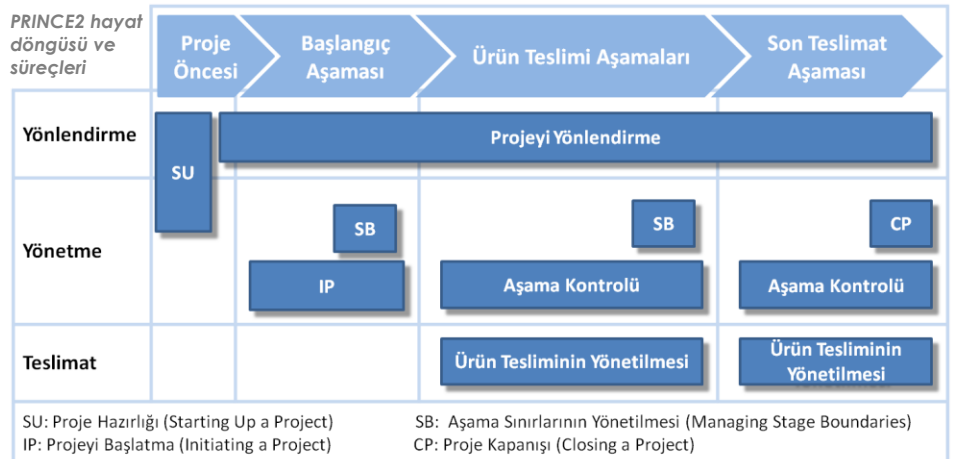 PRINCE2 hayat
döngüsü ve
süreçleri
Proje
Öncesi
Başlangıç
Aşaması
Ürün Teslimi Aşamaları
Son Teslimat
Aşaması
Yönlendirme
SU
Projeyi Yönlendirme
Yönetme
SB
IP
SB
Aşama Kontrolü
CP
Aşama Kontrolü
Teslimat
Ürün Tesliminin Yönetilmesi
Ürün Tesliminin
Yönetilmesi
SU: Proje Hazırlığı (Starting Up a Project)
SB: Aşama Sınırlarının Yönetilmesi (Managing Stage Boundaries)
IP: Projeyi Başlatma (Initiating a Project)
CP: Proje Kapanışı (Closing a Project)